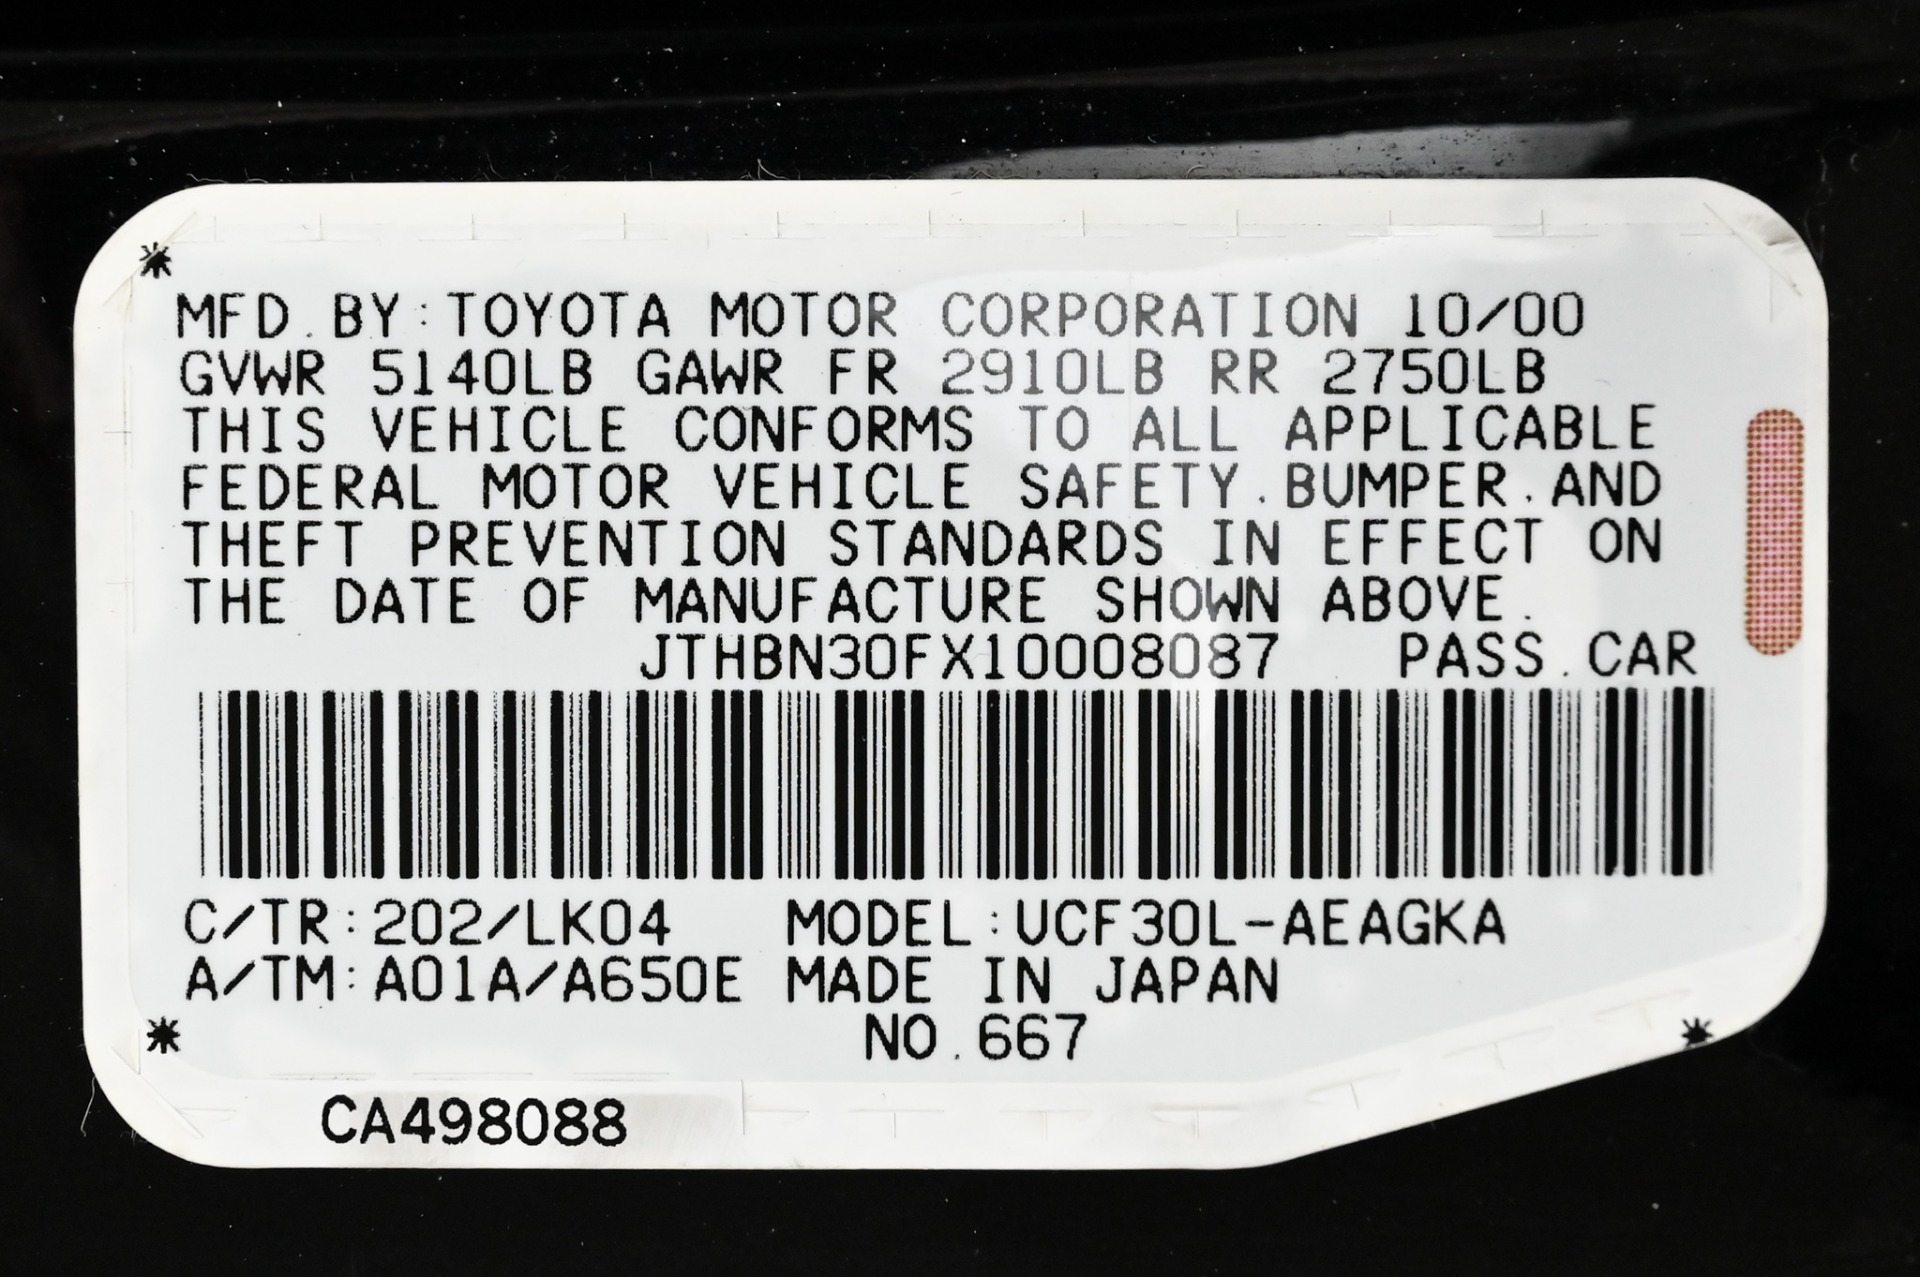 MFD.BY:TOYOTA MOTOR CORPORATION 10/00
GVWR 5140LB GAWR FR 2910LB RR 2750LB
THIS VEHICLE CONFORMS TO ALL APPLICABLE
FEDERAL MOTOR VEHICLE SAFETY.BUMPER.AND
THEFT PREVENTION STANDARDS IN EFFECT ON
THE DATE OF MANUFACTURE SHOWN ABOVE.
JTHBN30FX10008087 PASS.CAR
C/TR:202/LK04 MODEL:UCF30L-AEAGKA
A/TM:A01A/A650E MADE IN JAPAN
NO.667
CA498088